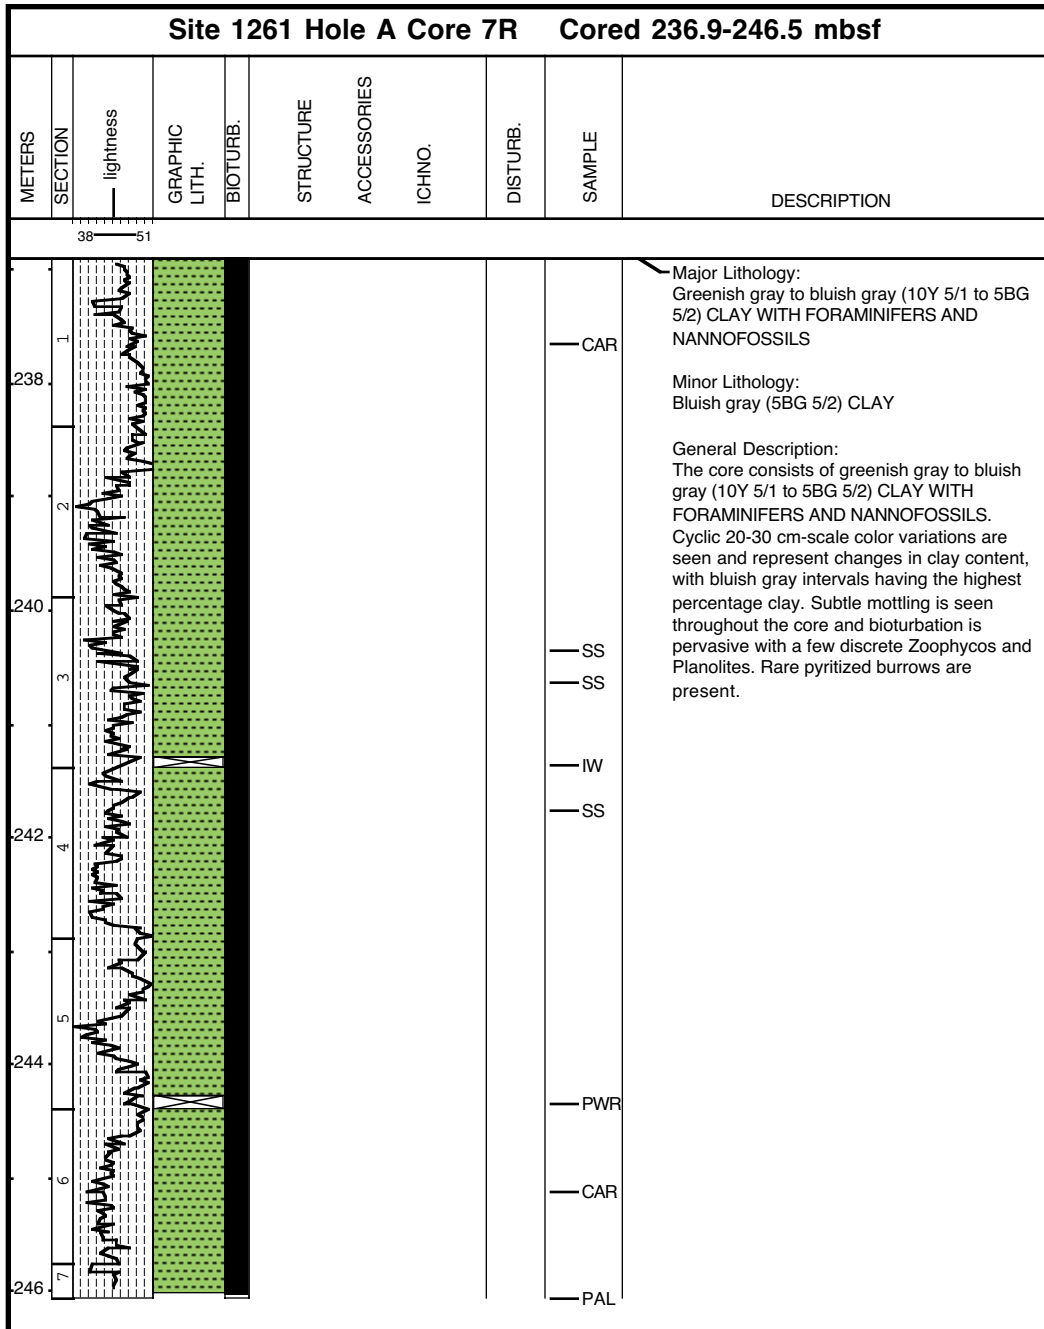 Site 1261 Hole A Core 7R Cored 236.9-246.5 mbsf
METERS
SECTION
lightness
GRAPHIC
LITH.
BIOTURB.
STRUCTURE
ACCESSORIES
ICHNO.
DISTURB.
SAMPLE
DESCRIPTION
38 51
1
2
3
4
5
6
7
238
240
242
244
246
CAR
SS
SS
IW
SS
PWR
CAR
PAL
Major Lithology:
Greenish gray to bluish gray (10Y 5/1 to 5BG
5/2) CLAY WITH FORAMINIFERS AND
NANNOFOSSILS
Minor Lithology:
Bluish gray (5BG 5/2) CLAY
General Description:
The core consists of greenish gray to bluish
gray (10Y 5/1 to 5BG 5/2) CLAY WITH
FORAMINIFERS AND NANNOFOSSILS.
Cyclic 20-30 cm-scale color variations are
seen and represent changes in clay content,
with bluish gray intervals having the highest
percentage clay. Subtle mottling is seen
throughout the core and bioturbation is
pervasive with a few discrete Zoophycos and
Planolites. Rare pyritized burrows are
present.